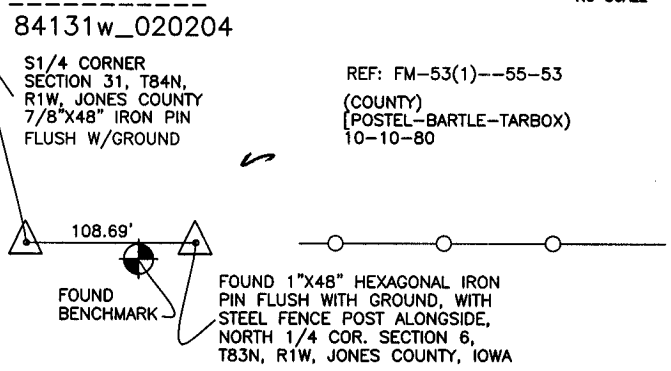 84131w_020204
S1/4 CORNER
SECTION 31, T84N,
R1W, JONES COUNTY
7/8"X48" IRON PIN
FLUSH W/GROUND
REF: FM-53(1)--55-53
(COUNTY)
[POSTEL-BARTLE-TARBOX)
10-10-80
108.69'
FOUND
BENCHMARK
FOUND 1"X48" HEXAGONAL IRON
PIN FLUSH WITH GROUND, WITH
STEEL FENCE POST ALONGSIDE,
NORTH 1/4 COR. SECTION 6,
T83N, R1W, JONES COUNTY, IOWA